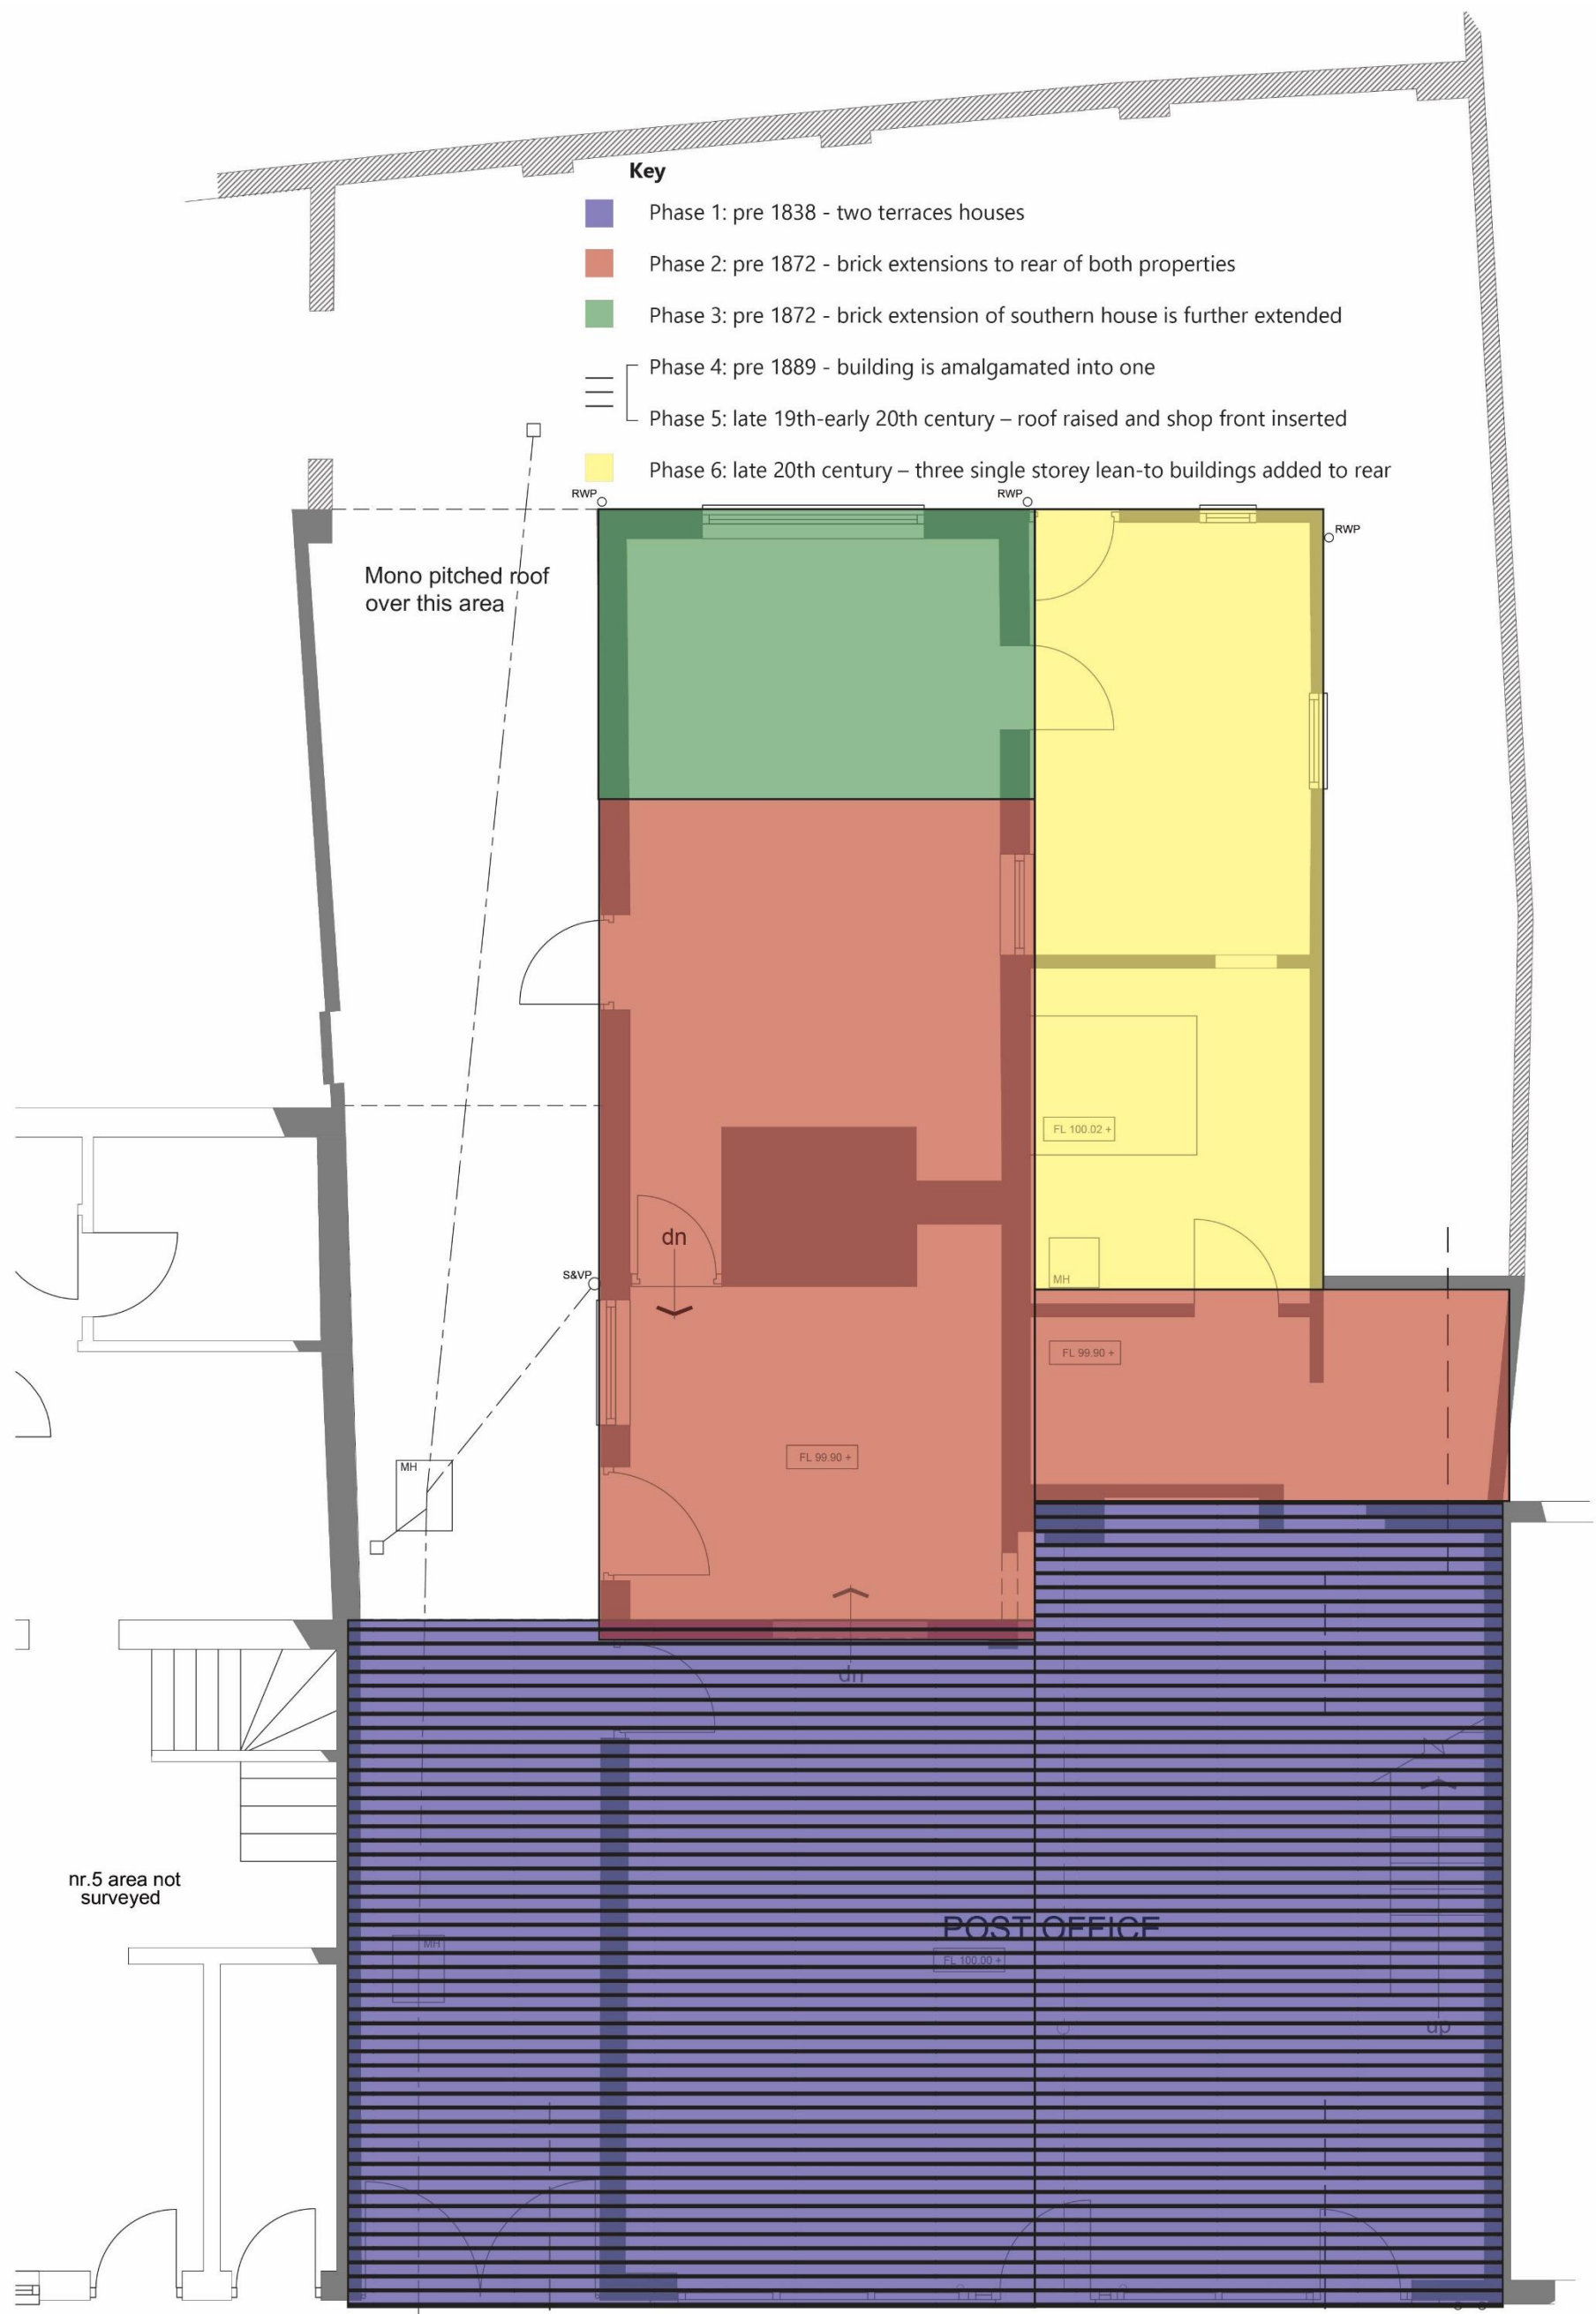 Key
Phase 1: pre 1838 - two terraces houses
Phase 2: pre 1872 - brick extensions to rear of both properties
Phase 3: pre 1872 - brick extension of southern house is further extended
Phase 4: pre 1889 - building is amalgamated into one
Phase 5: late 19th-early 20th century – roof raised and shop front inserted
Phase 6: late 20th century – three single storey lean-to buildings added to rear
RWP
RWP
RWP
Mono pitched roof
over this area
FL 100.02 +
dn
S&VP
MH
FL 99.90 +
FL 99.90 +
MH
dn
nr.5 area not
surveyed
POST OFFICE
MH
FL 100.00 +
up